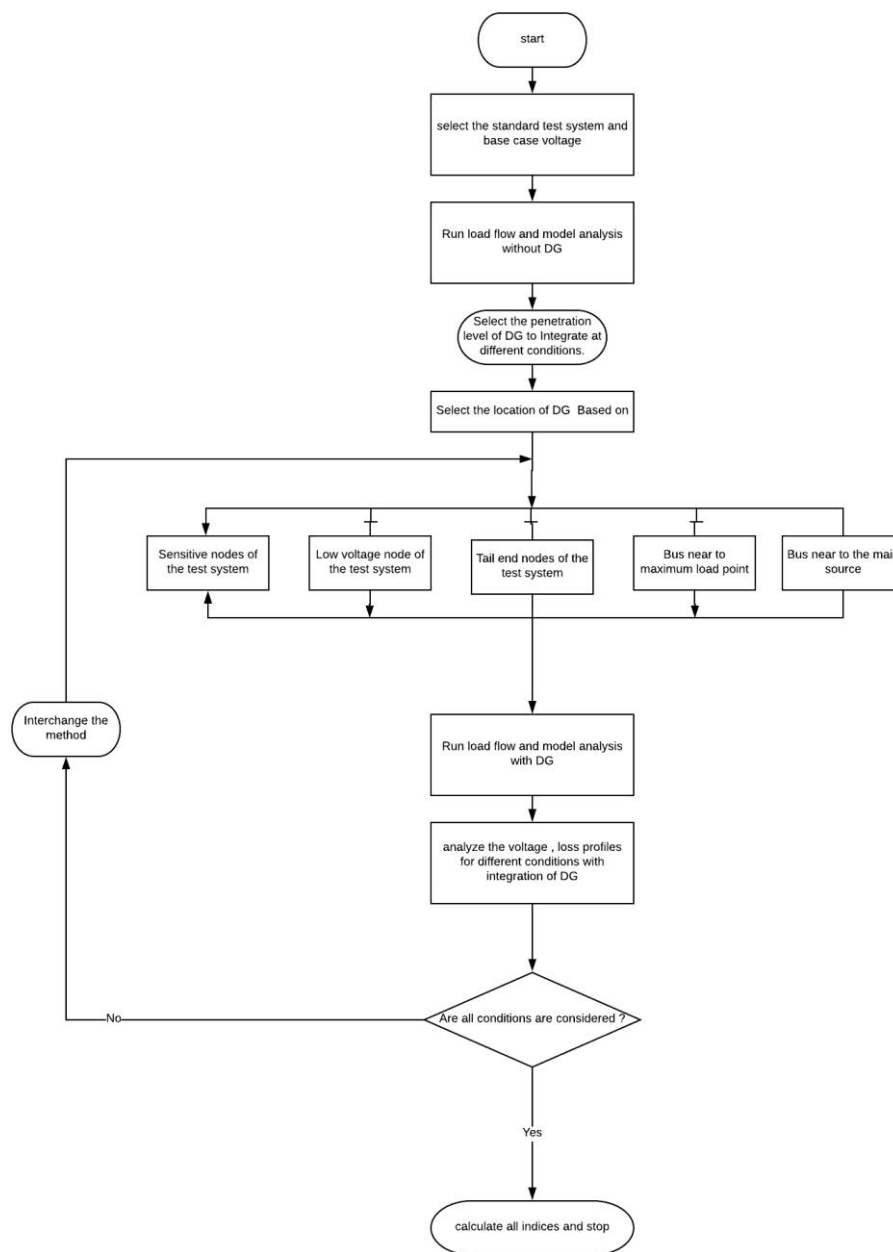 start
select the standard test system and
base case voltage
Run load flow and model analysis
without DG
Select the penetration
level of DG to Integrate at
different conditions.
Select the location of DG Based on
Sensitive nodes of
the test system
Low voltage node of
the test system
Tail end nodes of the
test system
Bus near to
maximum load point
Bus near to the mai
source
Interchange the
method
Run load flow and model analysis
with DG
analyze the voltage , loss profiles
for different conditions with
integration of DG
Are all conditions are considered ?
No
Yes
calculate all indices and stop